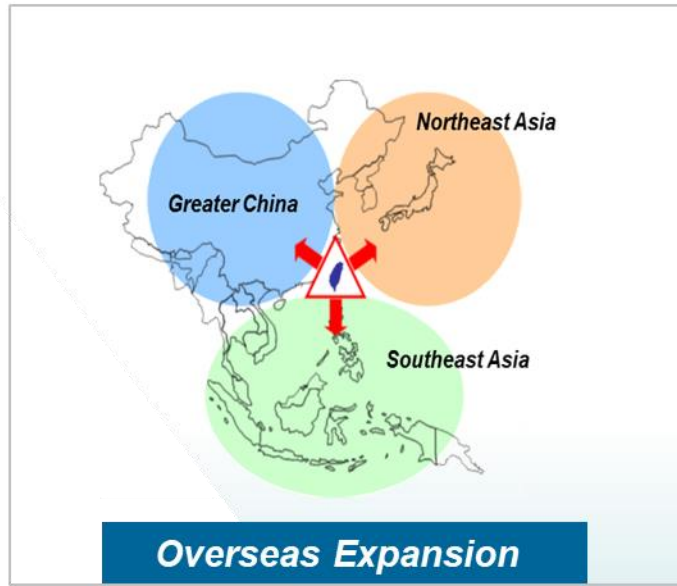 Northeast Asia
Greater China
Southeast Asia
Overseas Expansion